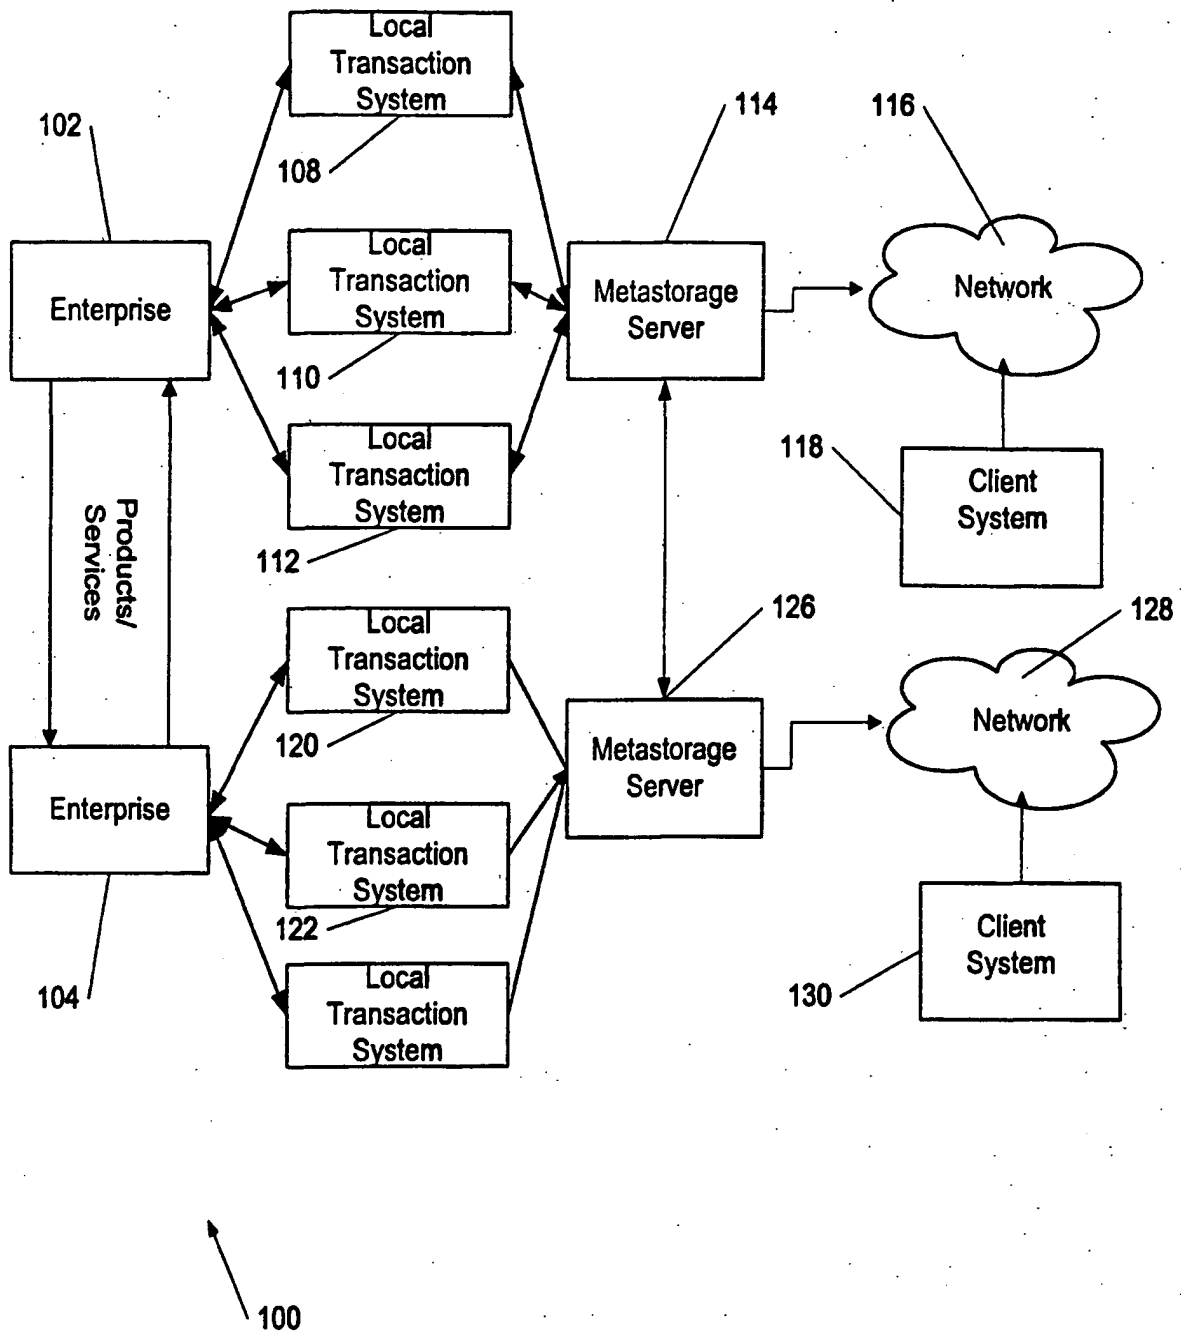 Local
Transaction
System
102
114
116
108
Enterprise
Local
Transaction
System
Metastorage
Server
Network
110
Local
Transaction
System
118
Client
System
Products/
Services
112
126
128
Local
Transaction
System
120
Metastorage
Server
Network
Enterprise
Local
Transaction
System
122
Client
System
104
Local
Transaction
System
130
100